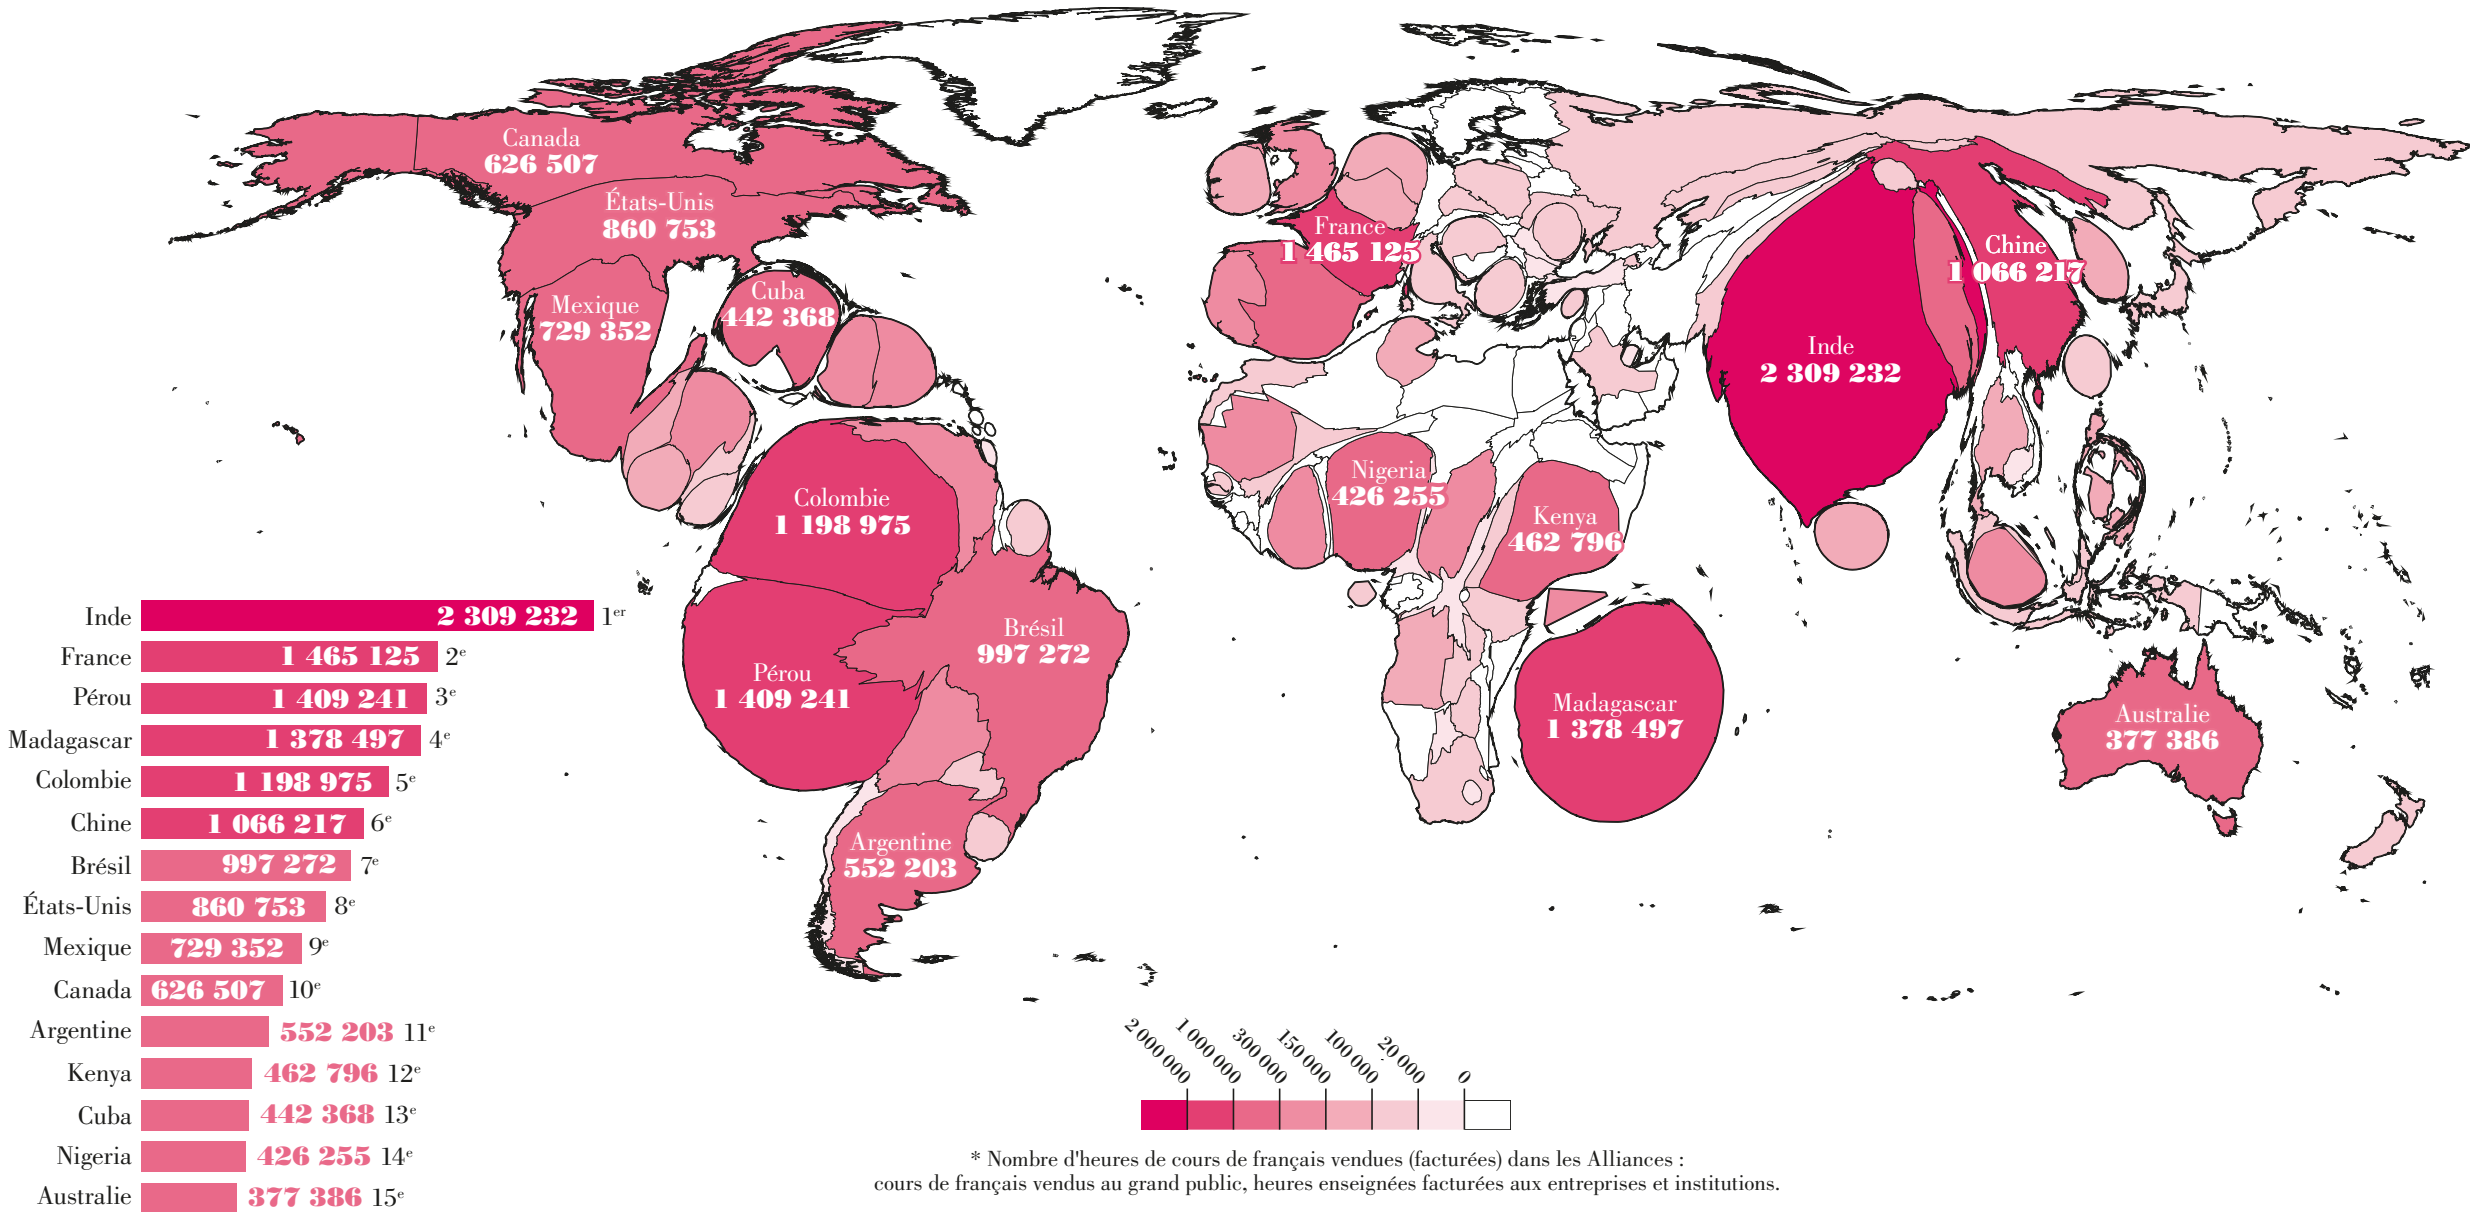 Canada
626 507
États-Unis
860 753
Mexique
729 352
Cuba
442 368
France
1 465 125
Chine
1 066 217
Inde
2 309 232
Colombie
1 198 975
Nigeria
426 255
Kenya
462 796
Brésil
997 272
Pérou
1 409 241
Madagascar
1 378 497
Australie
377 386
Argentine
552 203
Inde 2 309 232 1er
France 1 465 125 2e
Pérou 1 409 241 3e
Madagascar 1 378 497 4e
Colombie 1 198 975 5e
Chine 1 066 217 6e
Brésil 997 272 7e
États-Unis 860 753 8e
Mexique 729 352 9e
Canada 626 507 10e
Argentine 552 203 11e
Kenya 462 796 12e
Cuba 442 368 13e
Nigeria 426 255 14e
Australie 377 386 15e
2 000 000 1 000 000 300 000 150 000 100 000 20 000 0
* Nombre d'heures de cours de français vendues (facturées) dans les Alliances :
cours de français vendus au grand public, heures enseignées facturées aux entreprises et institutions.